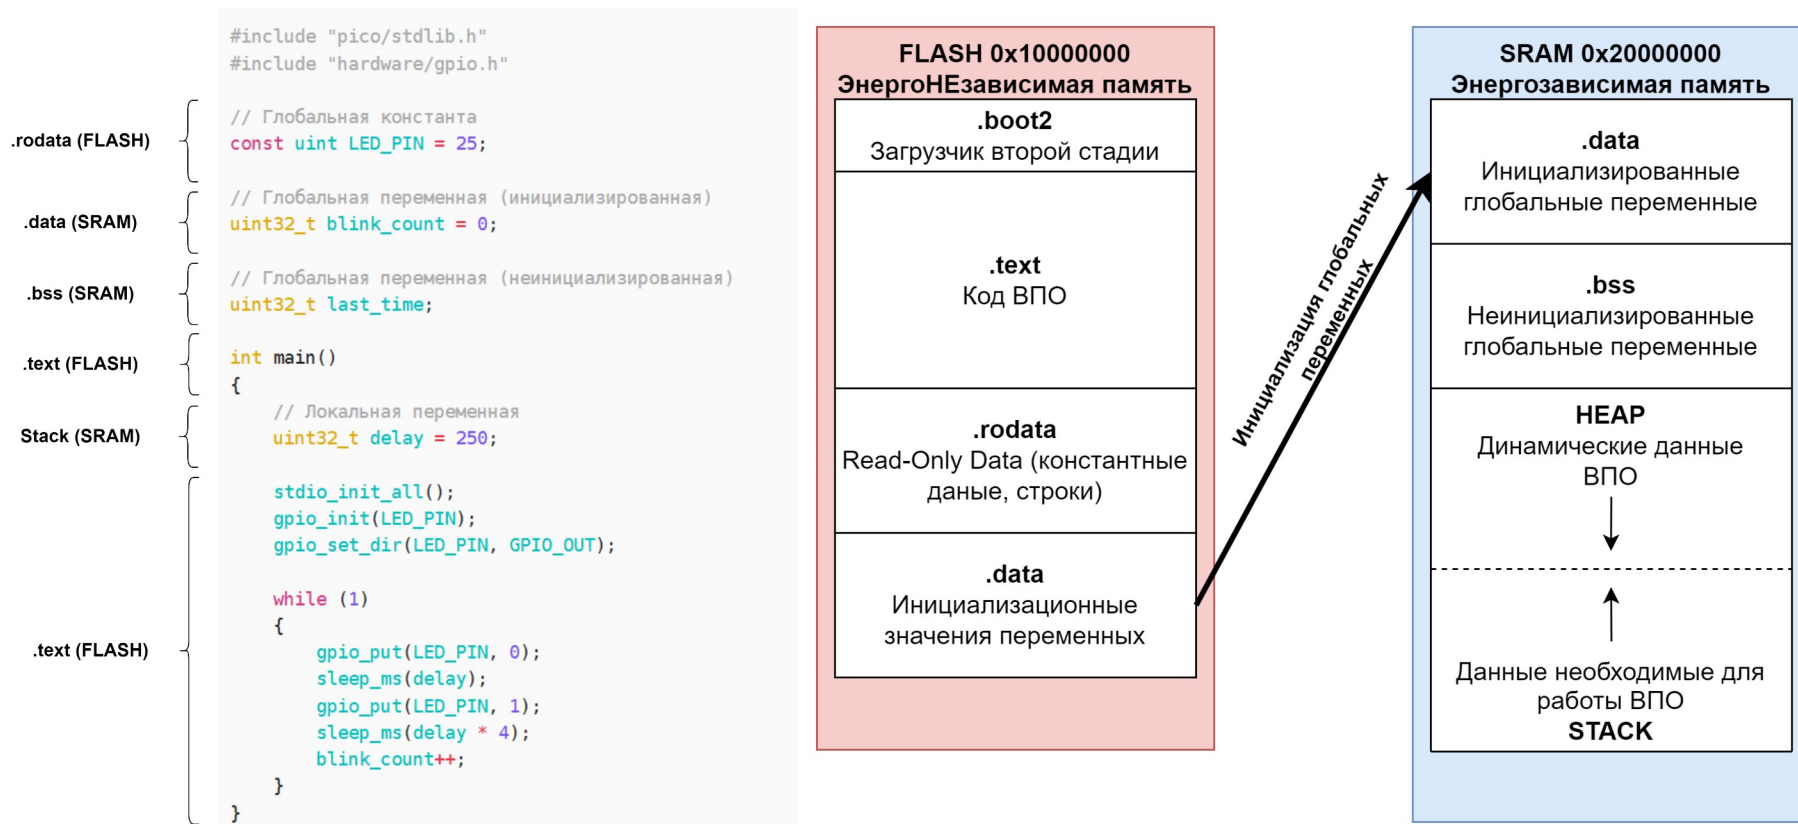 .rodata (FLASH)
.data (SRAM)
.bss (SRAM)
.text (FLASH)
Stack (SRAM)
.text (FLASH)
#include "pico/stdlib.h"
#include "hardware/gpio.h"
// Глобальная константа
const uint LED_PIN = 25;
// Глобальная переменная (инициализированная)
uint32_t blink_count = 0;
// Глобальная переменная (неинициализированная)
uint32_t last_time;
int main()
{
// Локальная переменная
uint32_t delay = 250;
stdio_init_all();
gpio_init(LED_PIN);
gpio_set_dir(LED_PIN, GPIO_OUT);
while (1)
{
gpio_put(LED_PIN, 0);
sleep_ms(delay);
gpio_put(LED_PIN, 1);
sleep_ms(delay * 4);
blink_count++;
}
}
FLASH 0x10000000
ЭнергоНЕзависимая память
.boot2
Загрузчик второй стадии
.text
Код ВПО
.rodata
Read-Only Data (константные
даные, строки)
.data
Инициализационные
значения переменных
Инициализация глобальных
переменных
SRAM 0x20000000
Энергозависимая память
.data
Инициализированные
глобальные переменные
.bss
Неинициализированные
глобальные переменные
HEAP
Динамические данные
ВПО
Данные необходимые для
работы ВПО
STACK